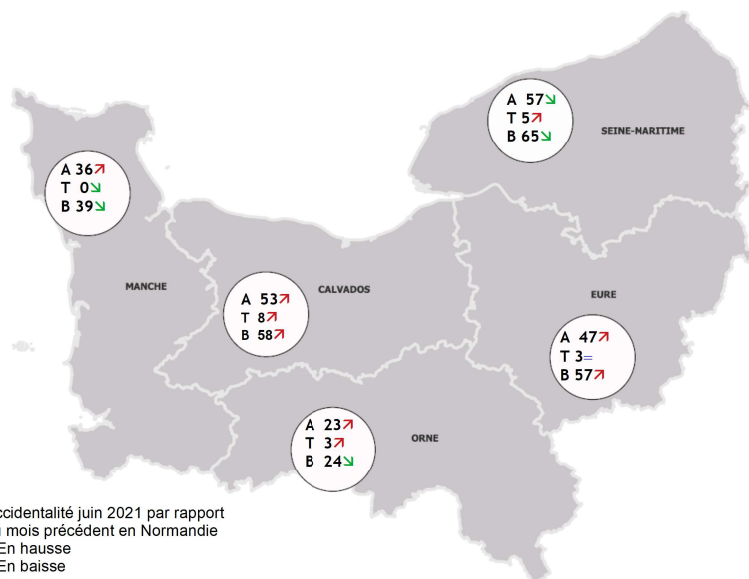 A 57↘
T 5↗
B 65↘
SEINE-MARITIME
A 36↗
T 0↘
B 39↘
MANCHE
A 53↗
T 8↗
B 58↗
CALVADOS
EURE
A 47↗
T 3=
B 57↗
A 23↗
T 3↗
B 24↘
ORNE
ccidentalité juin 2021 par rapport
mois précédent en Normandie
En hausse
En baisse